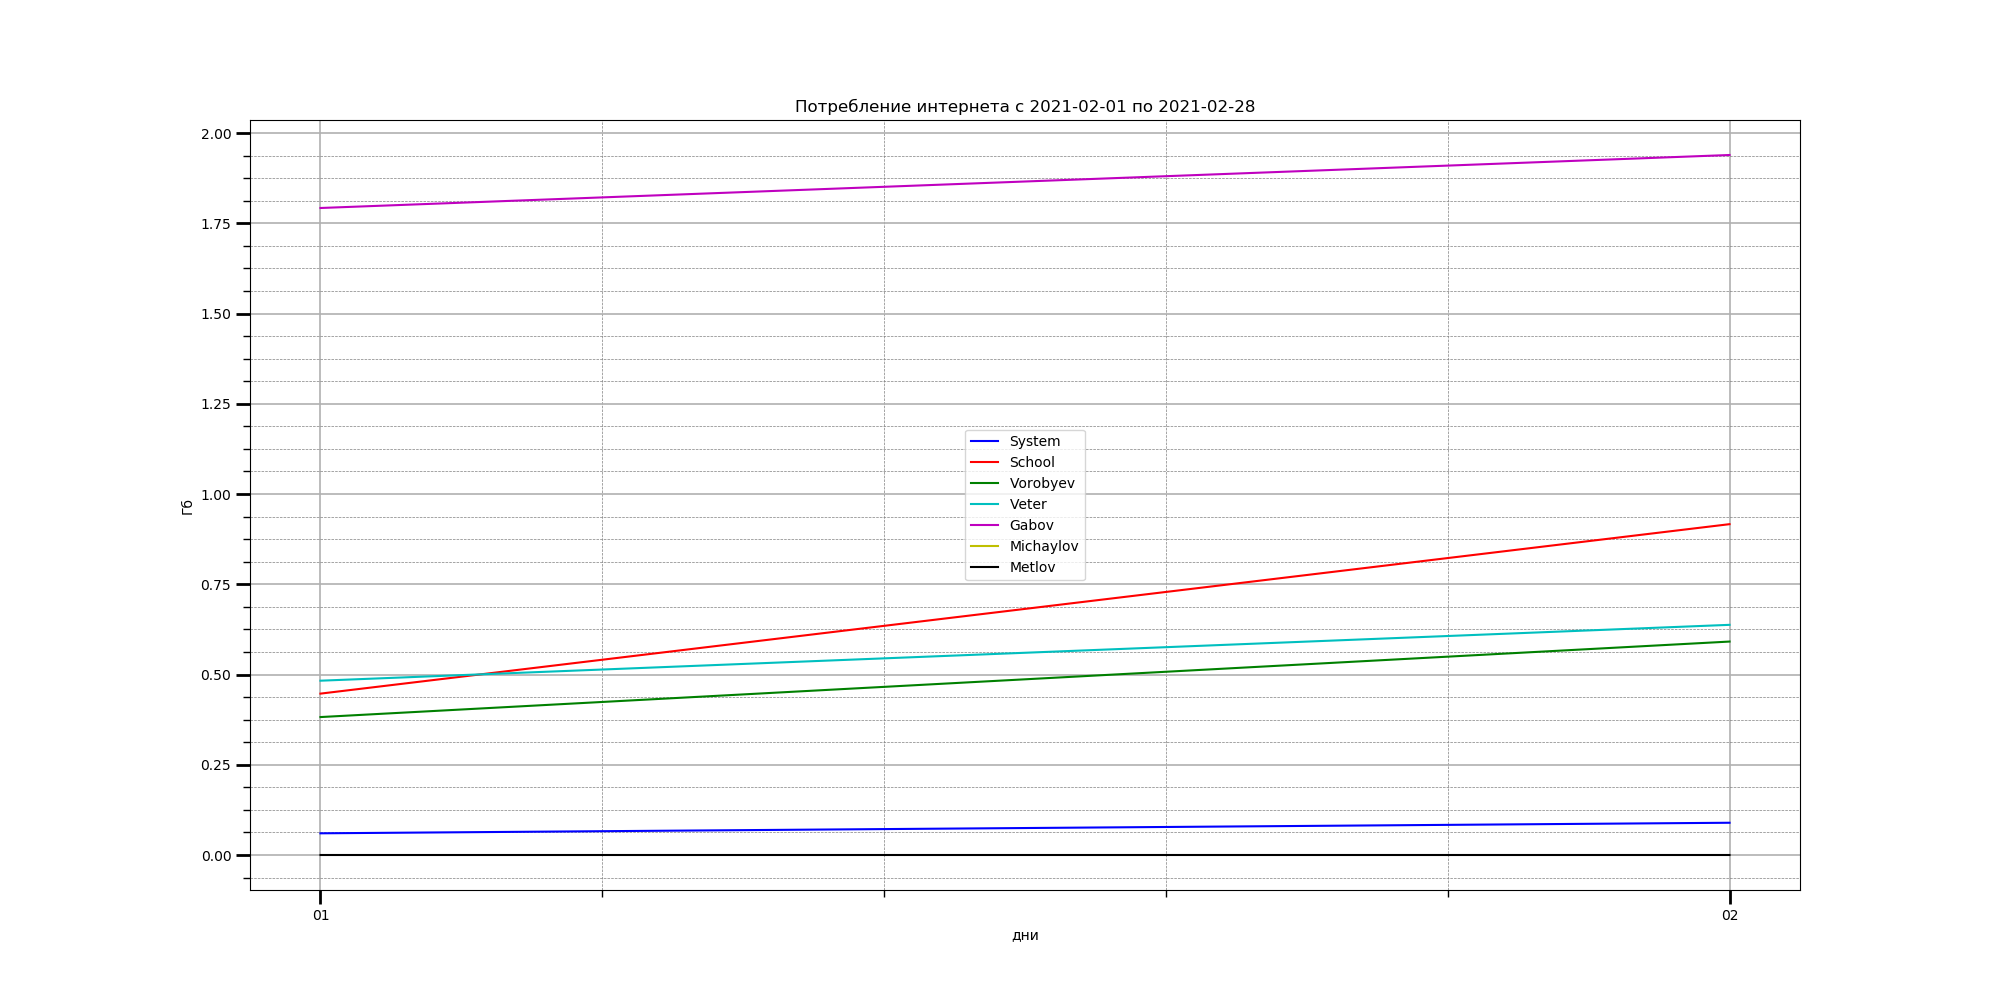 Потребление интернета с 2021-02-01 по 2021-02-28
2.00
1.75
1.50
1.25
1.00
0.75
0.50
0.25
0.00
Гб
System
School
Vorobyev
Veter
Gabov
Michaylov
Metlov
01 02
дни